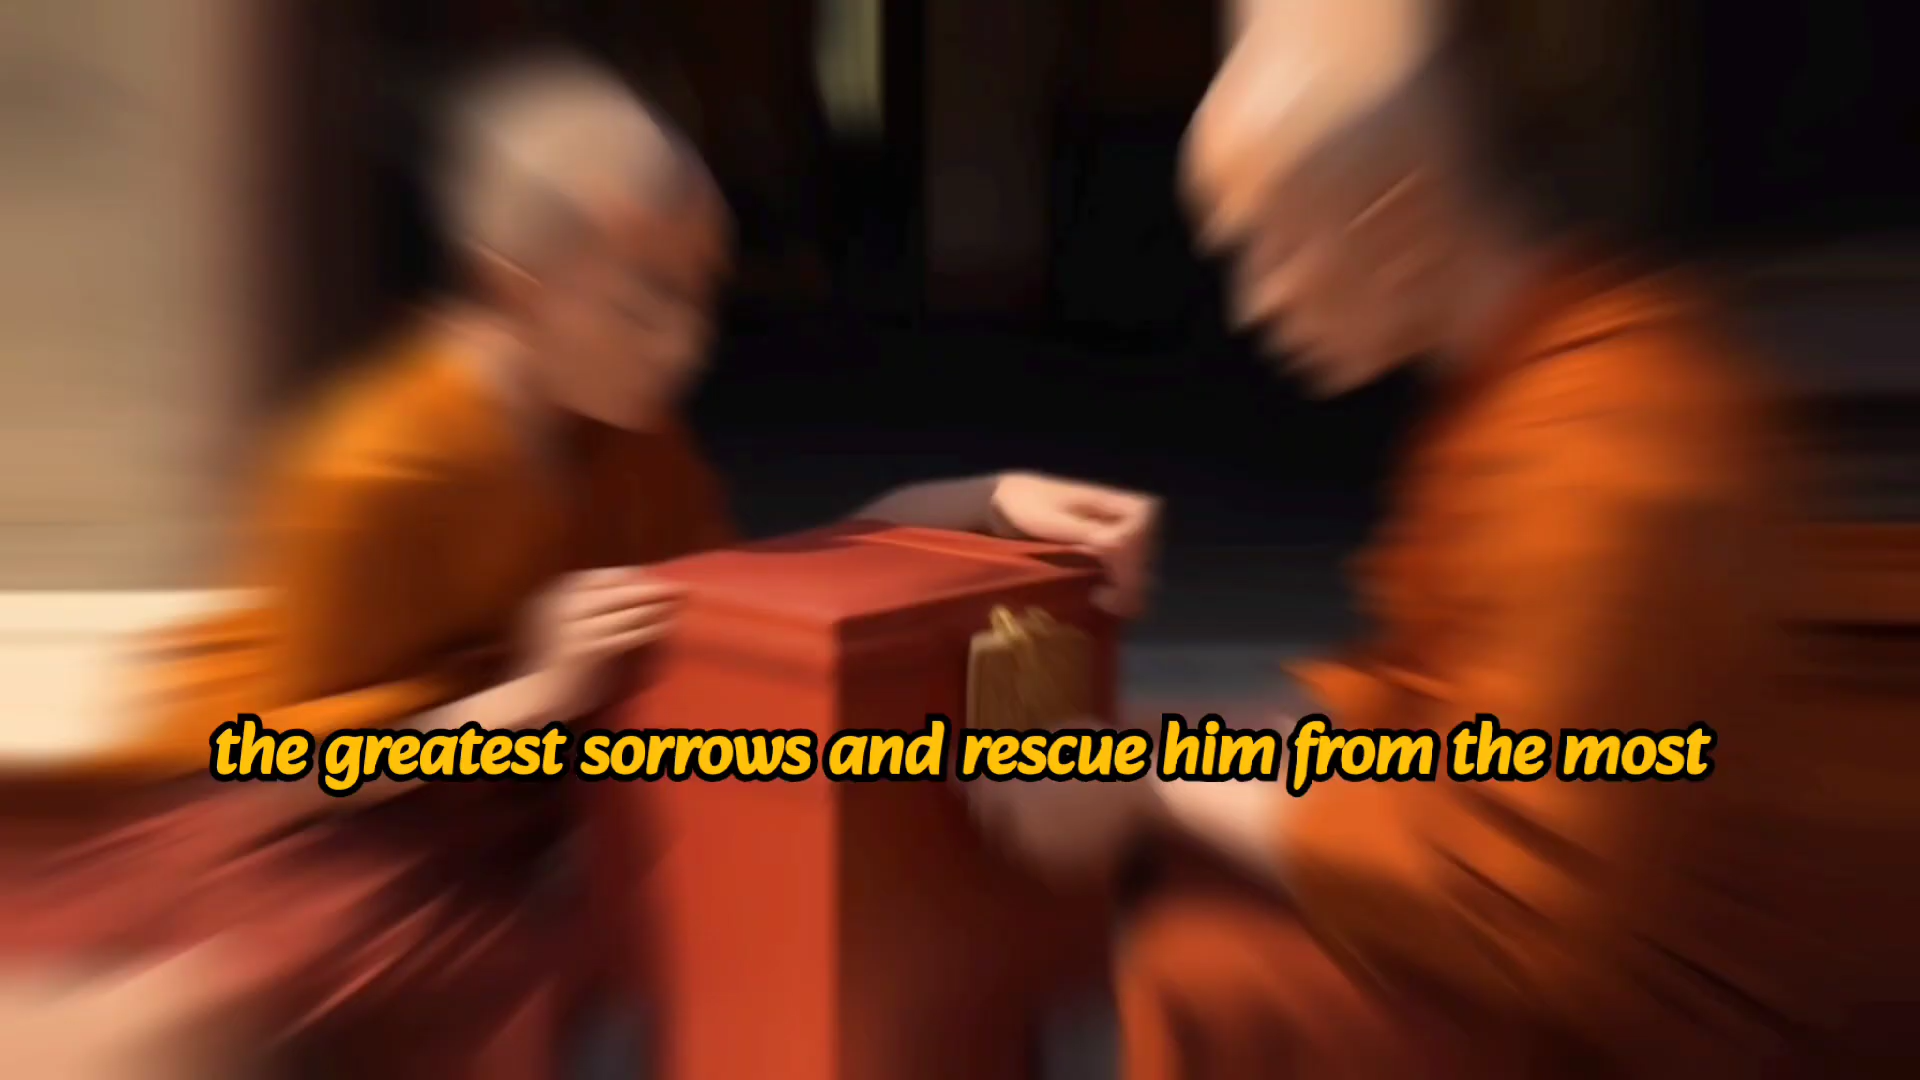 the greatest sorrows and rescue him from the most